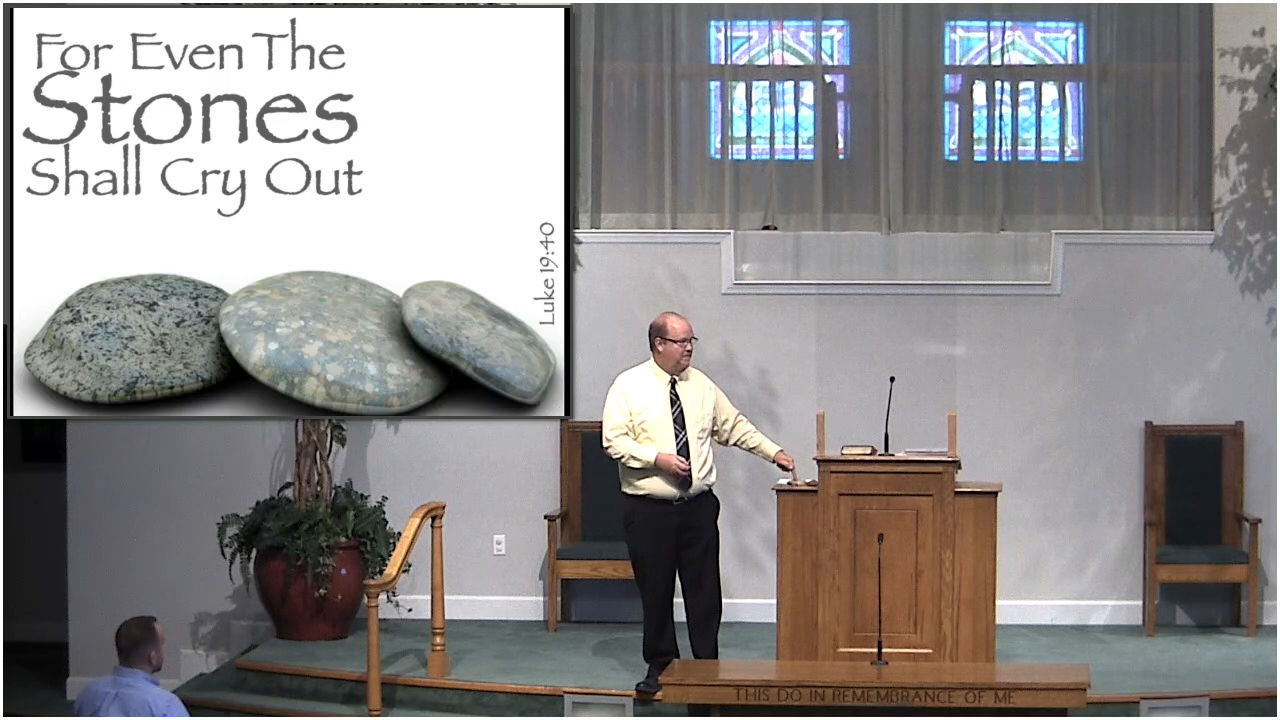 For Even The
Stones
Shall Cry Out
Luke 19:40
THIS DO IN REMEMBRANCE OF ME